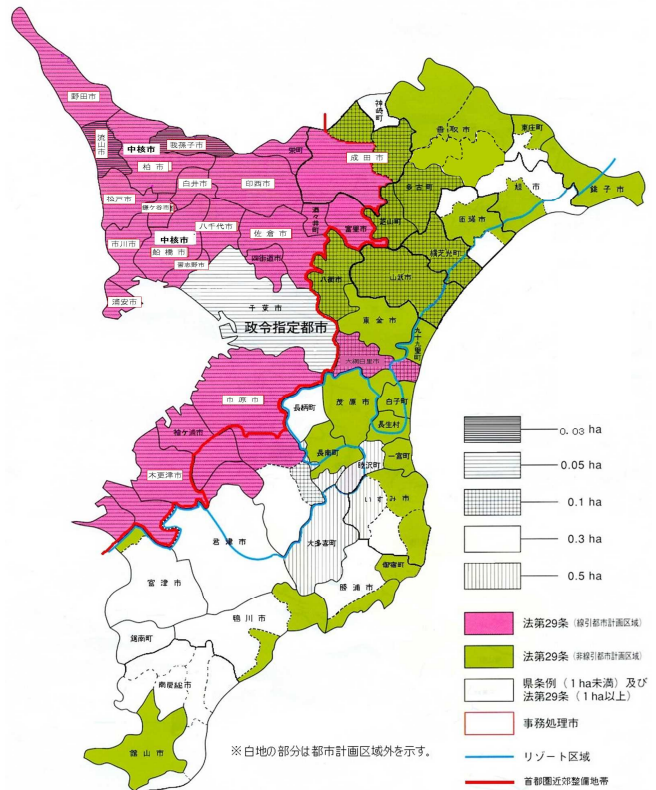 野田市
流山市
中核市
我孫子市
柏市
栄町
成田市
神崎町
香取市
東庄町
松戸市
鎌ケ谷市
白井市
印西市
酒々井町
富里市
多古町
芝山町
旭市
銚子市
匝瑳市
横芝光町
市川市
中核市
船橋市
習志野市
八千代市
佐倉市
四街道市
八街市
山武市
浦安市
千葉市
政令指定都市
東金市
九十九里町
大網白里市
市原市
長柄町
茂原市
白子町
長生村
袖ケ浦市
長南町
一宮町
睦沢町
木更津市
いすみ市
君津市
大多喜町
御宿町
勝浦市
富津市
鴨川市
鋸南町
南房総市
館山市
0.03 ha
0.05 ha
0.1 ha
0.3 ha
0.5 ha
法第29条(線引都市計画区域)
法第29条(非線引都市計画区域)
県条例(1ha未満)及び
法第29条(1ha以上)
事務処理市
リゾート区域
首都圏近郊整備地帯
※白地の部分は都市計画区域外を示す。